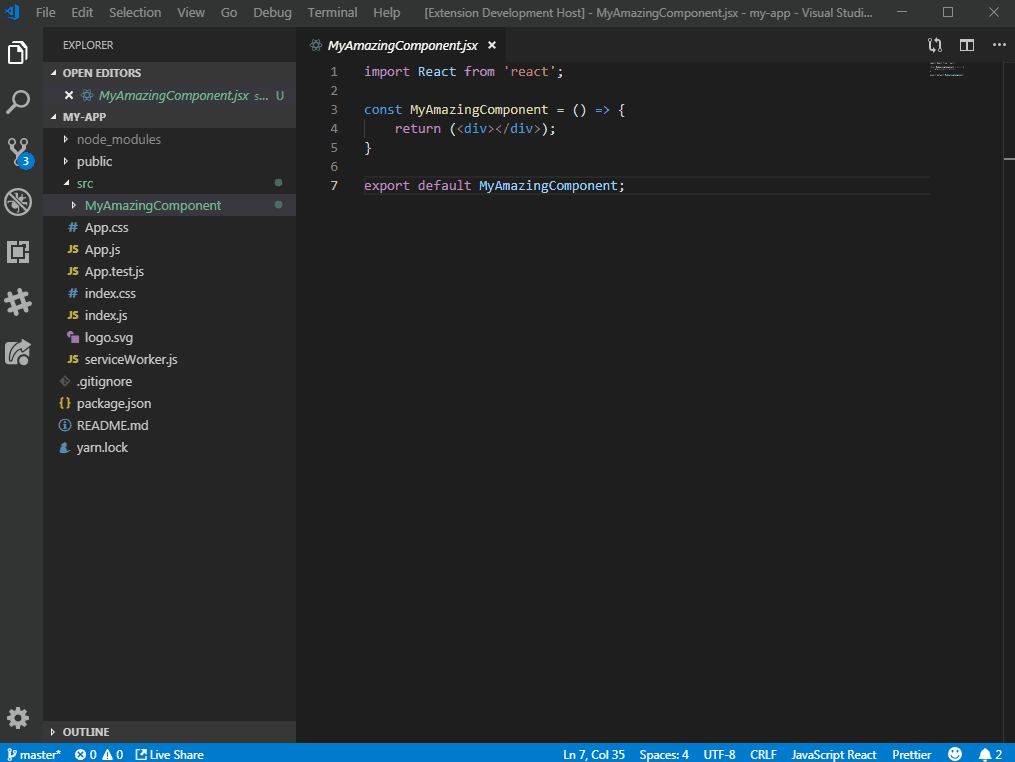 File Edit Selection View Go Debug Terminal Help [Extension Development Host] - MyAmazingComponent.jsx - my-app - Visual Studi...
EXPLORER
OPEN EDITORS
MyAmazingComponent.jsx s... U
MY-APP
node_modules
public
src
MyAmazingComponent
# App.css
JS App.js
JS App.test.js
# index.css
JS index.js
logo.svg
JS serviceWorker.js
.gitignore
{} package.json
README.md
yarn.lock
OUTLINE
3
MyAmazingComponent.jsx
1 import React from 'react';
2
3 const MyAmazingComponent = () => {
4 return (<div></div>);
5 }
6
7 export default MyAmazingComponent;
master* 0 0 Live Share Ln 7, Col 35 Spaces: 4 UTF-8 CRLF JavaScript React Prettier 2